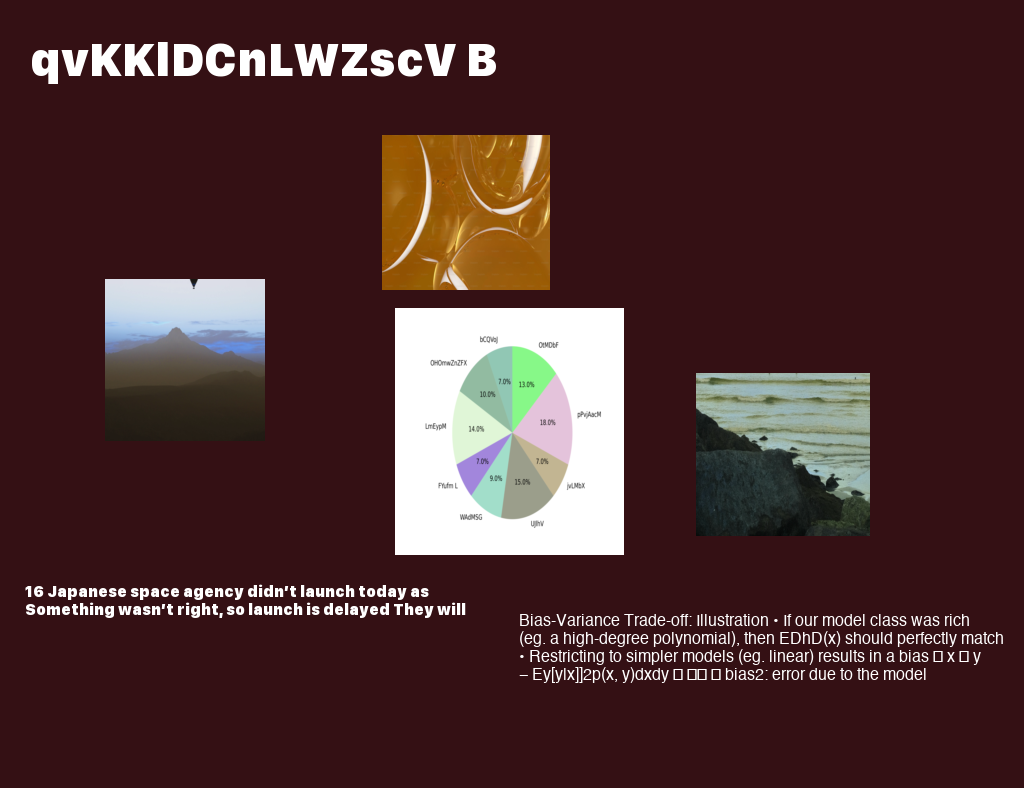 qvKKlDCnLWZscV B
bCQVoJ
OtMDbF
OHOmwZnZFX
7.0%
13.0%
10.0%
pPvjAacM
18.0%
LmEypM
14.0%
7.0%
7.0%
9.0%
15.0%
FYufm L
jvLMbX
WAdMSG
UJlhV
16 Japanese space agency didn’t launch today as
Something wasn’t right, so launch is delayed They will
Bias-Variance Trade-off: Illustration • If our model class was rich
(eg. a high-degree polynomial), then EDhD(x) should perfectly match
• Restricting to simpler models (eg. linear) results in a bias □ x □ y
– Ey[y|x]]2p(x, y)dxdy □ □□ □ bias2: error due to the model